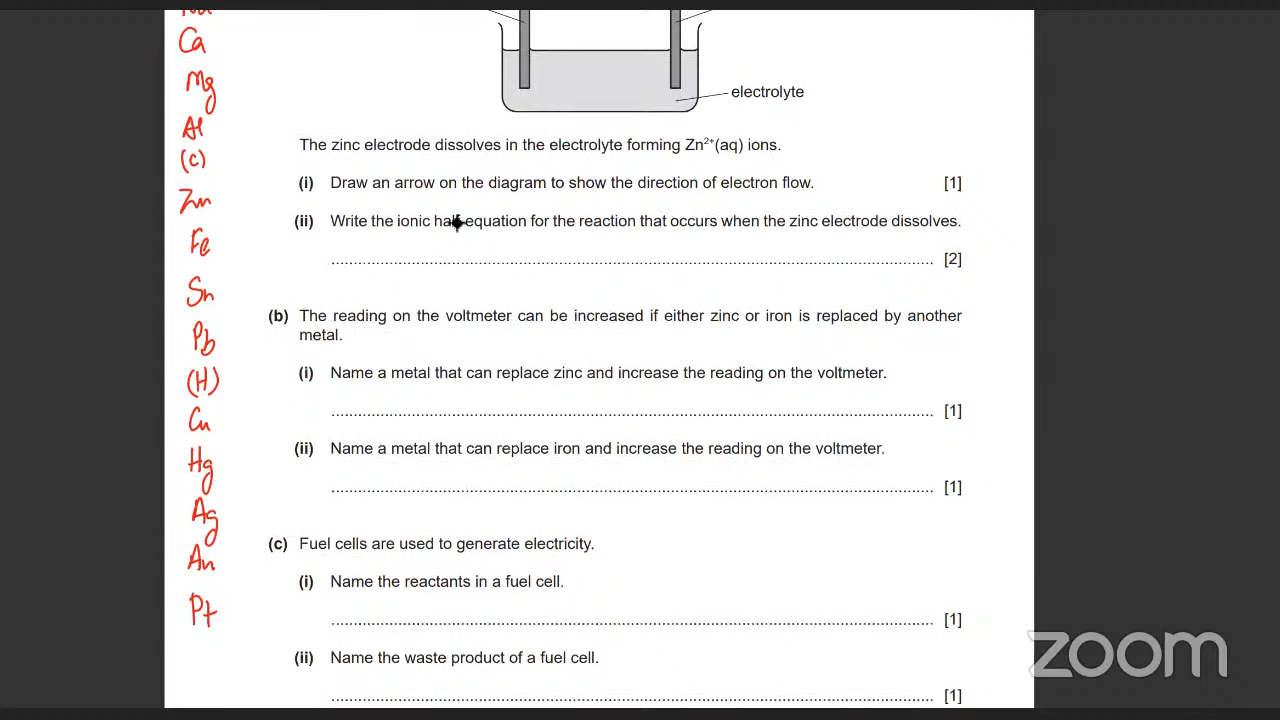 Ca
Mg
Al
(C)
Zn
Fe
Sn
Pb
(H)
Cu
Hg
Ag
Au
Pt
electrolyte
The zinc electrode dissolves in the electrolyte forming Zn²⁺(aq) ions.
(i) Draw an arrow on the diagram to show the direction of electron flow. [1]
(ii) Write the ionic half-equation for the reaction that occurs when the zinc electrode dissolves.
.......................................................................................................................................... [2]
(b) The reading on the voltmeter can be increased if either zinc or iron is replaced by another
metal.
(i) Name a metal that can replace zinc and increase the reading on the voltmeter.
.......................................................................................................................................... [1]
(ii) Name a metal that can replace iron and increase the reading on the voltmeter.
.......................................................................................................................................... [1]
(c) Fuel cells are used to generate electricity.
(i) Name the reactants in a fuel cell.
.......................................................................................................................................... [1]
(ii) Name the waste product of a fuel cell.
.......................................................................................................................................... [1]
zoom